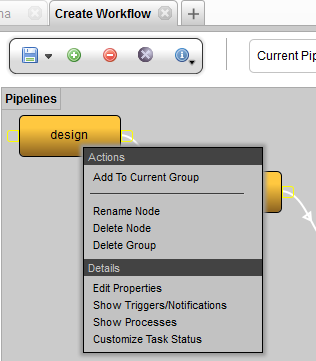 na
Create Workflow
Current Pip
Pipelines
design
Actions
Add To Current Group
Rename Node
Delete Node
Delete Group
Details
Edit Properties
Show Triggers/Notifications
Show Processes
Customize Task Status